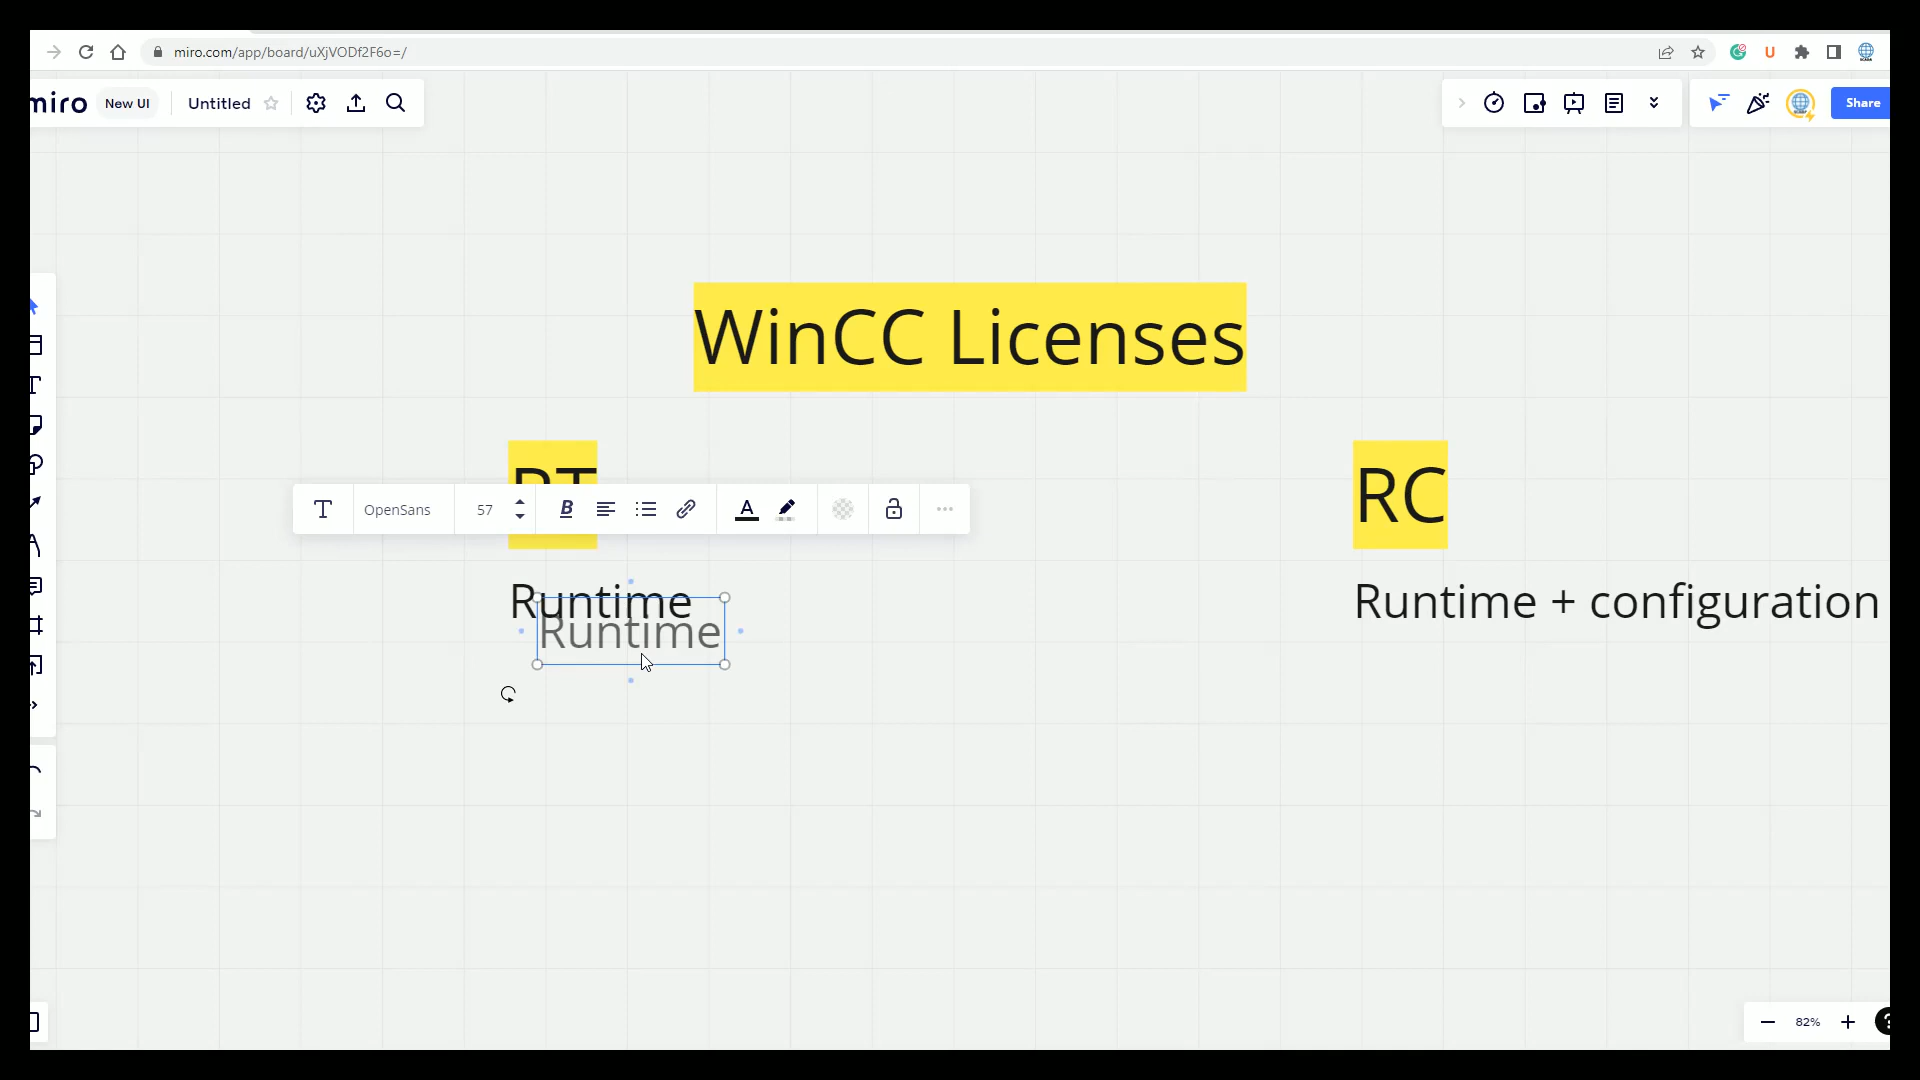 miro.com/app/board/uXjVODf2F6o=/
miro
New UI
Untitled
Share
WinCC Licenses
RT
RC
OpenSans
57
B
A
Runtime
Runtime
Runtime + configuration
82%